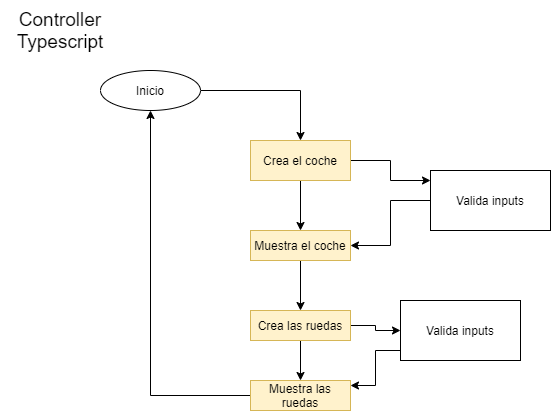 Controller
Typescript
Inicio
Crea el coche
Valida inputs
Muestra el coche
Crea las ruedas
Valida inputs
Muestra las
ruedas